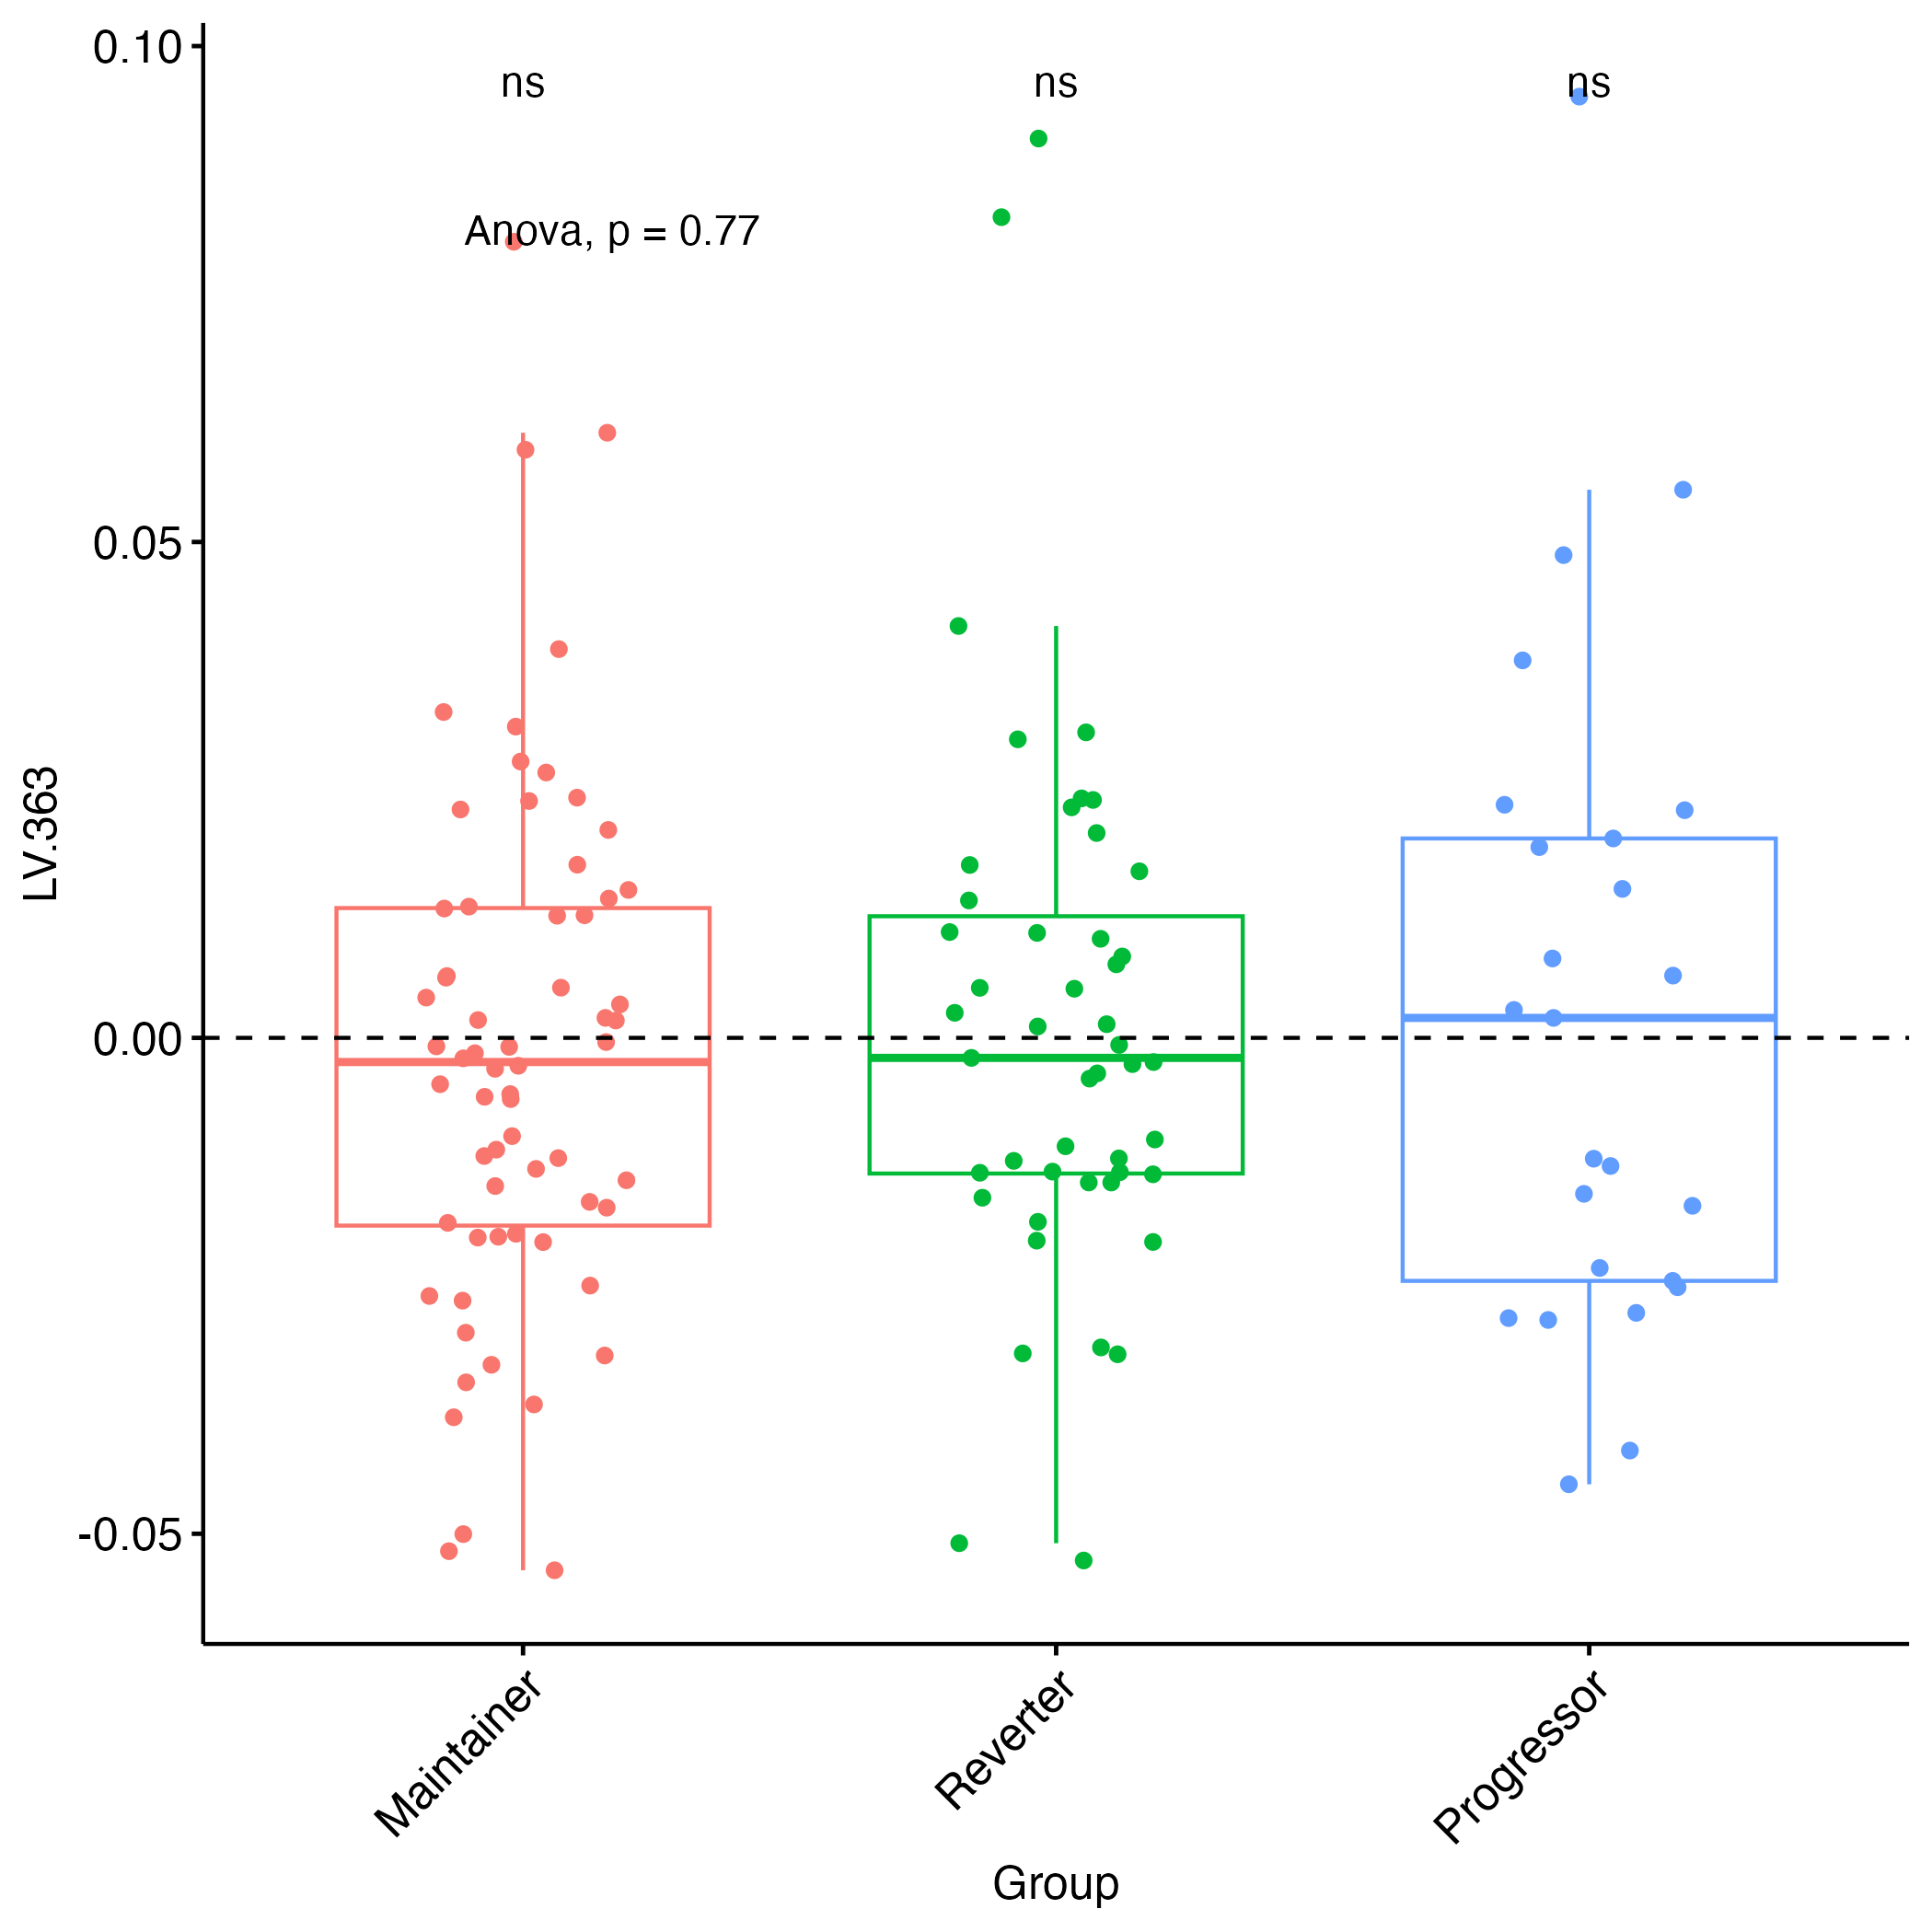 0.10
0.05
0.00
-0.05
LV.363
ns
ns
ns
Anova, p = 0.77
Maintainer
Reverter
Progressor
Group